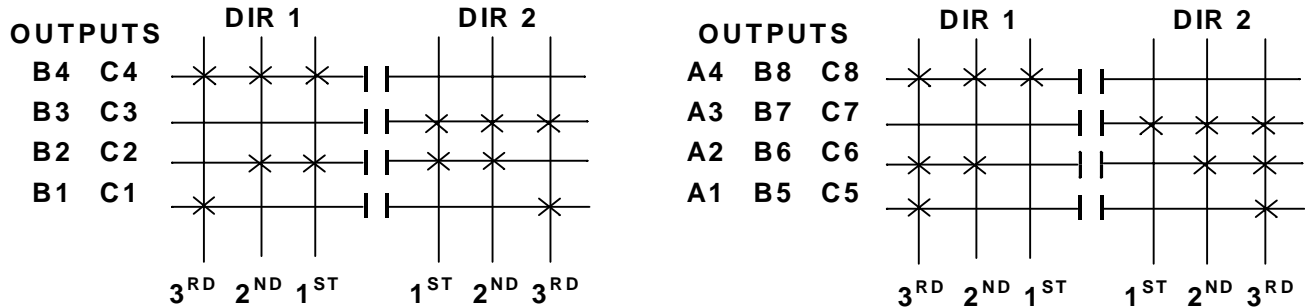 DIR 1 DIR 2
OUTPUTS
B4 C4
B3 C3
B2 C2
B1 C1
3RD 2ND 1ST 1ST 2ND 3RD
DIR 1 DIR 2
OUTPUTS
A4 B8 C8
A3 B7 C7
A2 B6 C6
A1 B5 C5
3RD 2ND 1ST 1ST 2ND 3RD